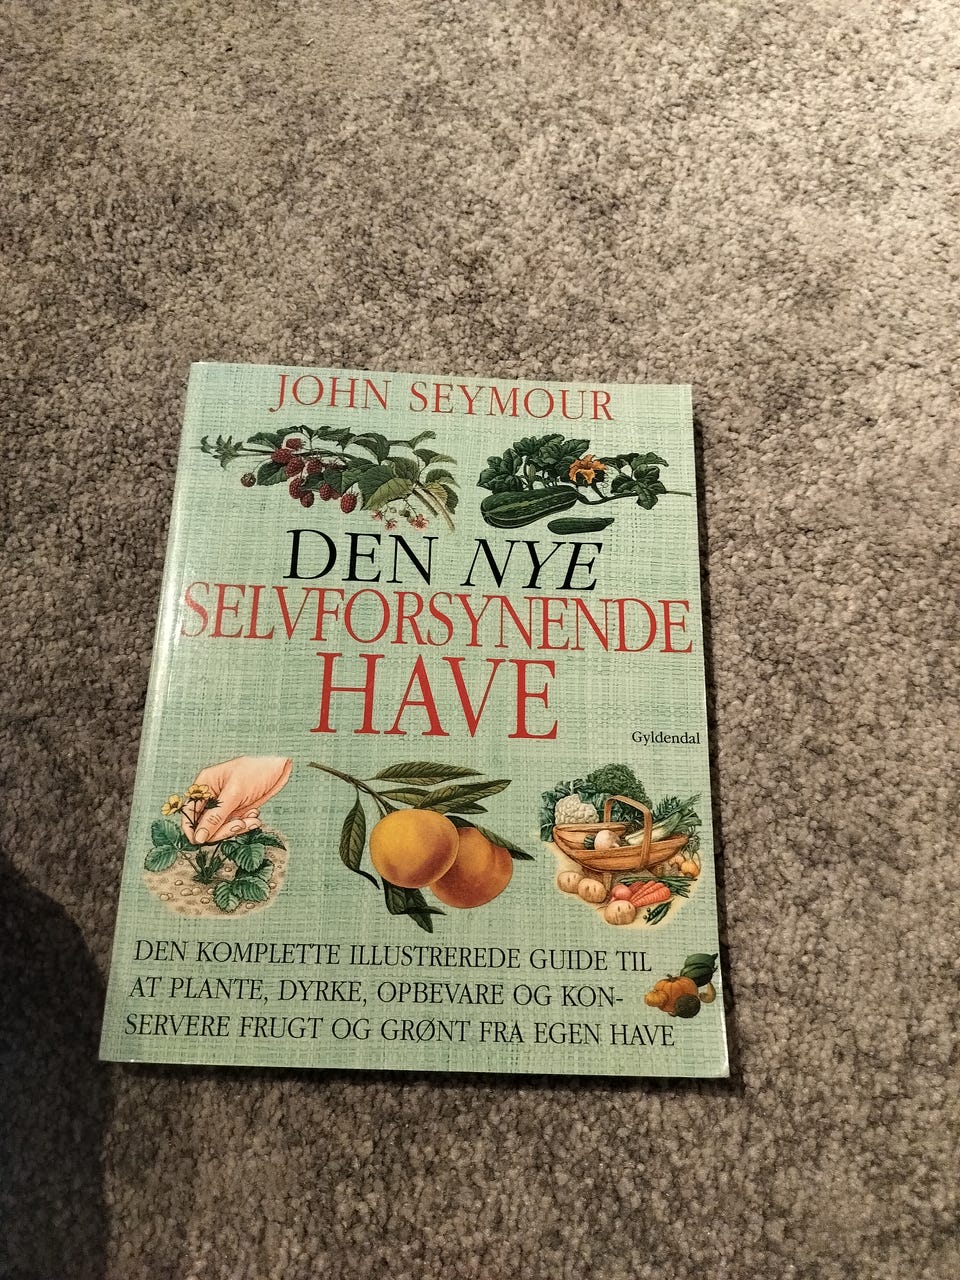 JOHN SEYMOUR
DEN NYE
SELVFORSYNENDE
HAVE
Gyldendal
DEN KOMPLETTE ILLUSTREREDE GUIDE TIL
AT PLANTE, DYRKE, OPBEVARE OG KON-
SERVERE FRUGT OG GRØNT FRA EGEN HAVE